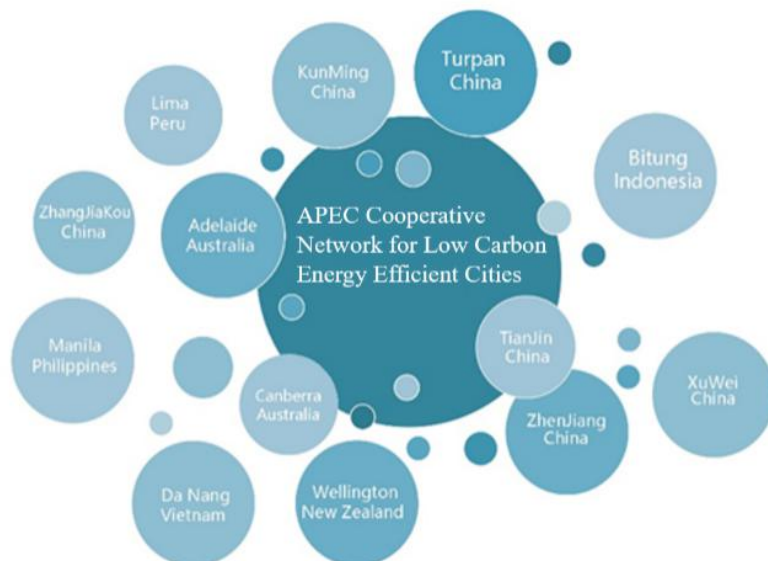 KunMing
China
Turpan
China
Lima
Peru
Bitung
Indonesia
ZhangJiaKou
China
Adelaide
Australia
APEC Cooperative
Network for Low Carbon
Energy Efficient Cities
Manila
Philippines
TianJin
China
Canberra
Australia
XuWei
China
ZhenJiang
China
Da Nang
Vietnam
Wellington
New Zealand